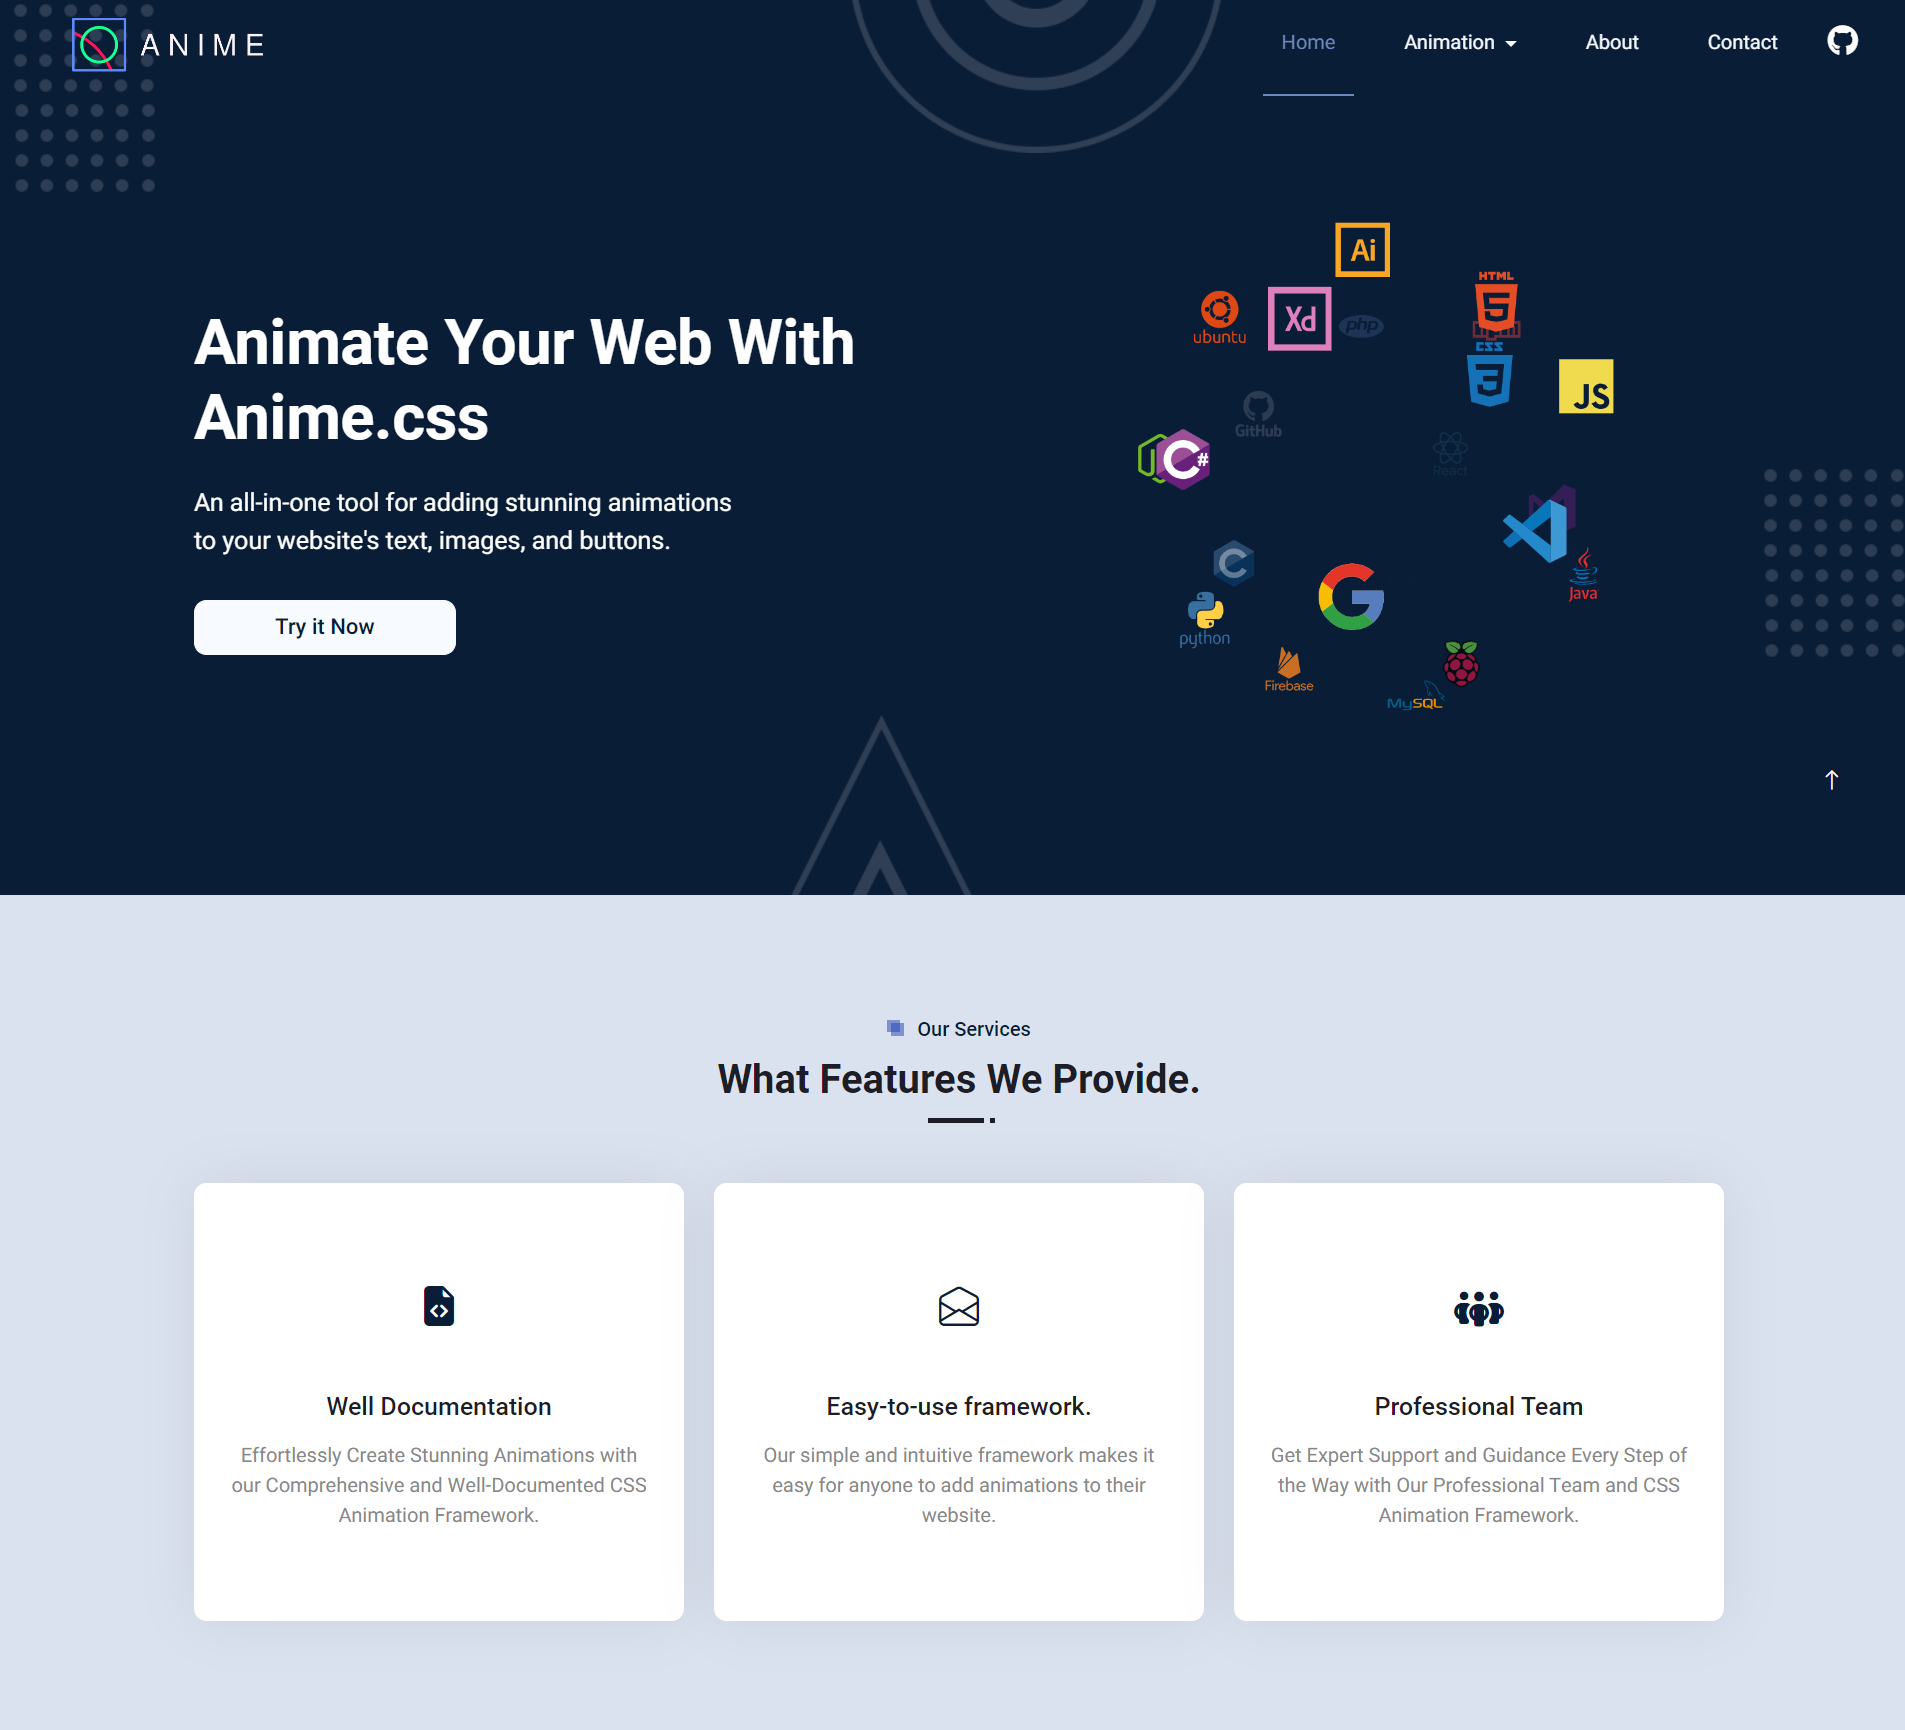 ANIME
Home
Animation
About
Contact
Animate Your Web With
Anime.css
An all-in-one tool for adding stunning animations
to your website's text, images, and buttons.
Try it Now
Ai
ubuntu
Xd
php
HTML
5
npm
CSS
3
JS
GitHub
C#
React
C
python
G
Java
Firebase
MySQL
Our Services
What Features We Provide.
Well Documentation
Effortlessly Create Stunning Animations with
our Comprehensive and Well-Documented CSS
Animation Framework.
Easy-to-use framework.
Our simple and intuitive framework makes it
easy for anyone to add animations to their
website.
Professional Team
Get Expert Support and Guidance Every Step of
the Way with Our Professional Team and CSS
Animation Framework.